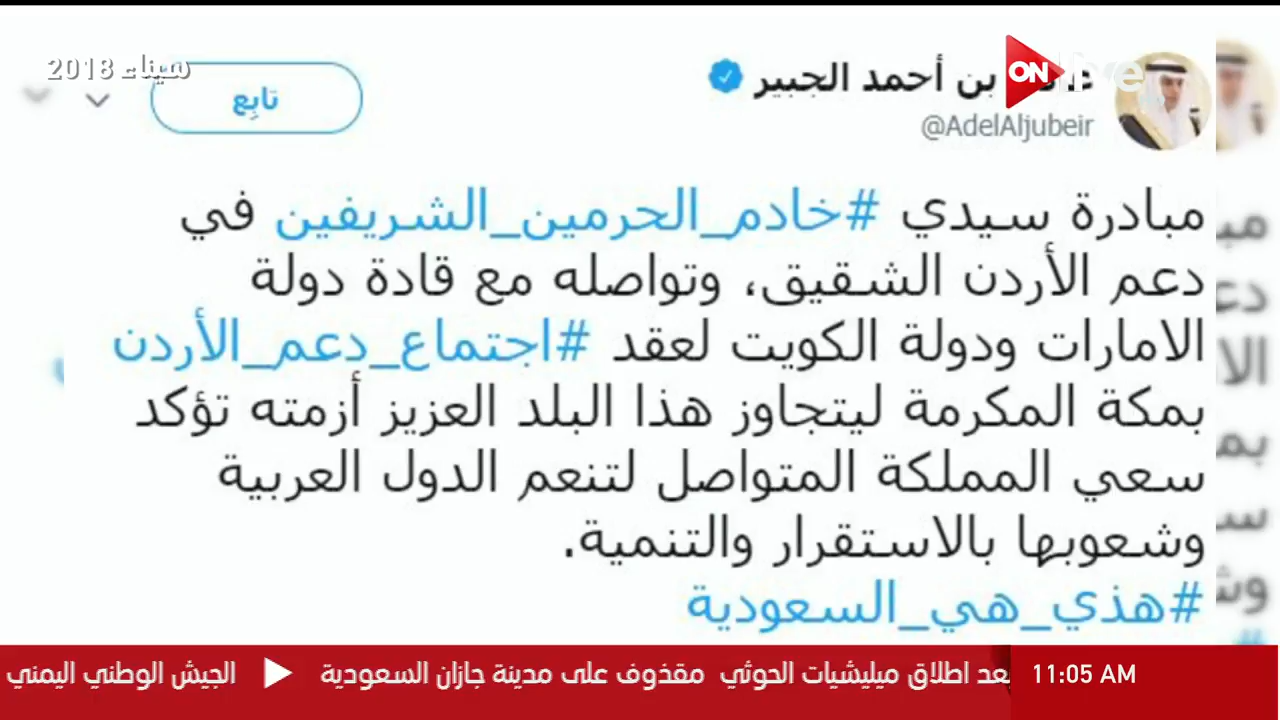 سيناء 2018
ON live
بن أحمد الجبير
@AdelAljubeir
تابِع
مبادرة سيدي #خادم_الحرمين_الشريفين في
دعم الأردن الشقيق، وتواصله مع قادة دولة
الامارات ودولة الكويت لعقد #اجتماع_دعم_الأردن
بمكة المكرمة ليتجاوز هذا البلد العزيز أزمته تؤكد
سعي المملكة المتواصل لتنعم الدول العربية
وشعوبها بالاستقرار والتنمية.
#هذي_هي_السعودية
11:05 AM
اطلاق ميليشيات الحوثي مقذوف على مدينة جازان السعودية
الجيش الوطني اليمني